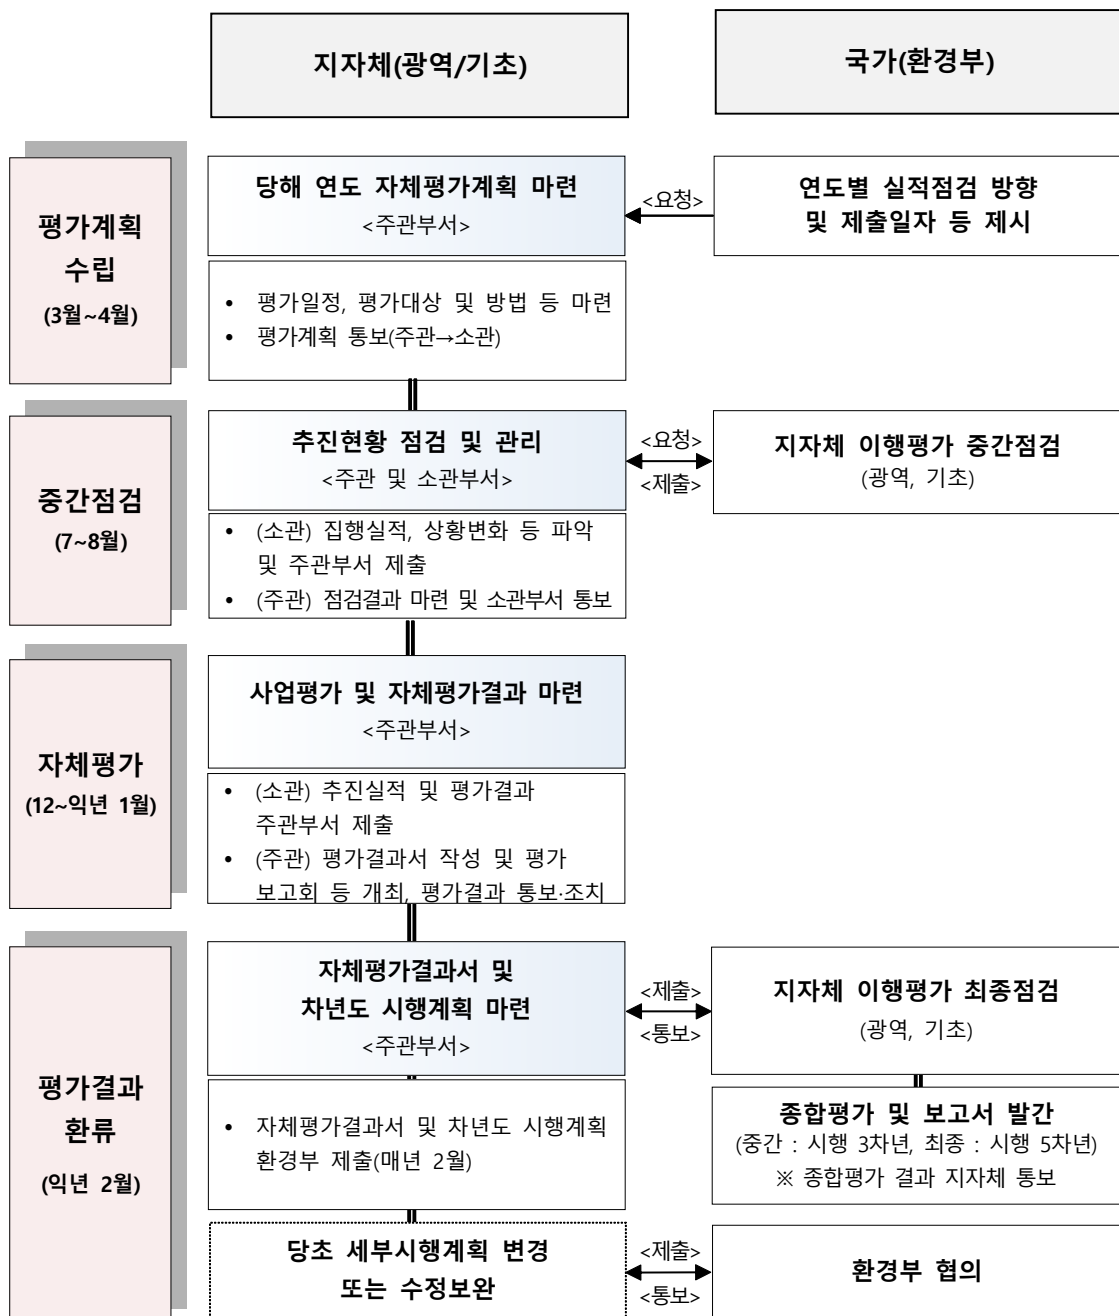 지자체(광역/기초)
국가(환경부)
평가계획
수립
(3월~4월)
당해 연도 자체평가계획 마련
<주관부서>
<요청>
연도별 실적점검 방향
및 제출일자 등 제시
• 평가일정, 평가대상 및 방법 등 마련
• 평가계획 통보(주관→소관)
중간점검
(7~8월)
추진현황 점검 및 관리
<주관 및 소관부서>
<요청>
<제출>
지자체 이행평가 중간점검
(광역, 기초)
• (소관) 집행실적, 상황변화 등 파악
및 주관부서 제출
• (주관) 점검결과 마련 및 소관부서 통보
자체평가
(12~익년 1월)
사업평가 및 자체평가결과 마련
<주관부서>
• (소관) 추진실적 및 평가결과
주관부서 제출
• (주관) 평가결과서 작성 및 평가
보고회 등 개최, 평가결과 통보·조치
평가결과
환류
(익년 2월)
자체평가결과서 및
차년도 시행계획 마련
<주관부서>
<제출>
<통보>
지자체 이행평가 최종점검
(광역, 기초)
• 자체평가결과서 및 차년도 시행계획
환경부 제출(매년 2월)
종합평가 및 보고서 발간
(중간 : 시행 3차년, 최종 : 시행 5차년)
※ 종합평가 결과 지자체 통보
당초 세부시행계획 변경
또는 수정보완
<제출>
<통보>
환경부 협의